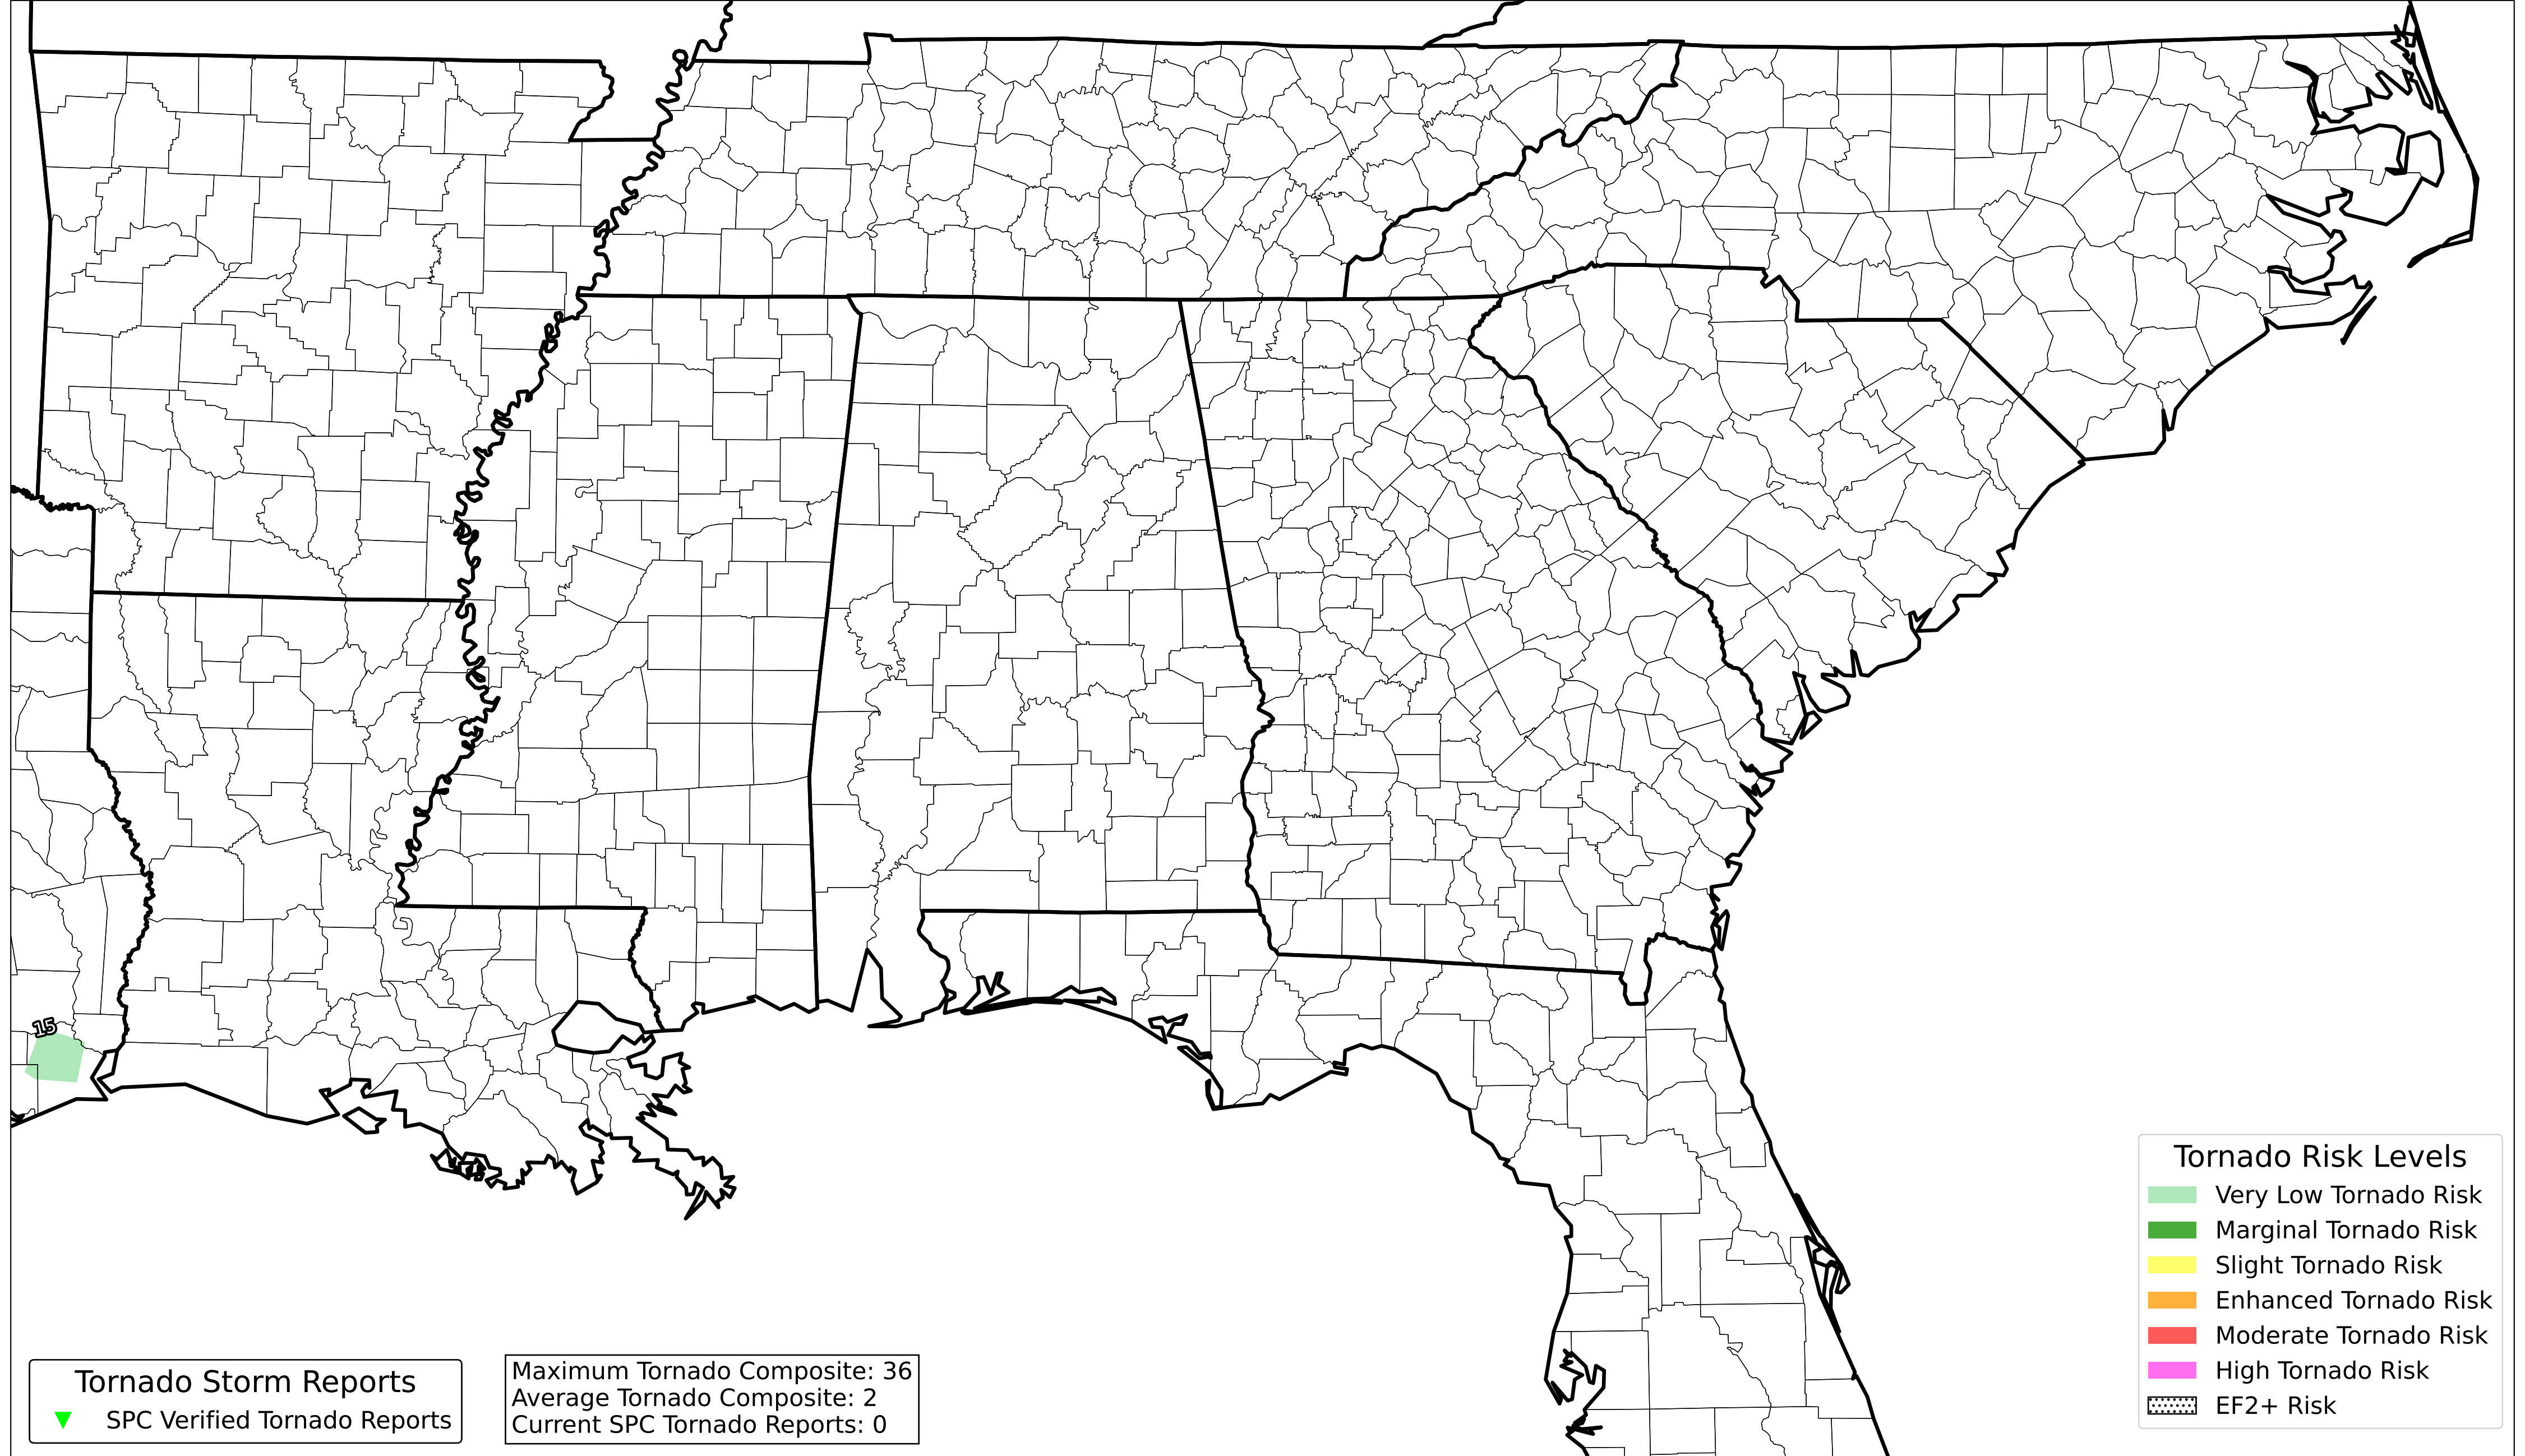 15
Tornado Risk Levels
Very Low Tornado Risk
Marginal Tornado Risk
Slight Tornado Risk
Enhanced Tornado Risk
Moderate Tornado Risk
High Tornado Risk
EF2+ Risk
Tornado Storm Reports
SPC Verified Tornado Reports
Maximum Tornado Composite: 36
Average Tornado Composite: 2
Current SPC Tornado Reports: 0